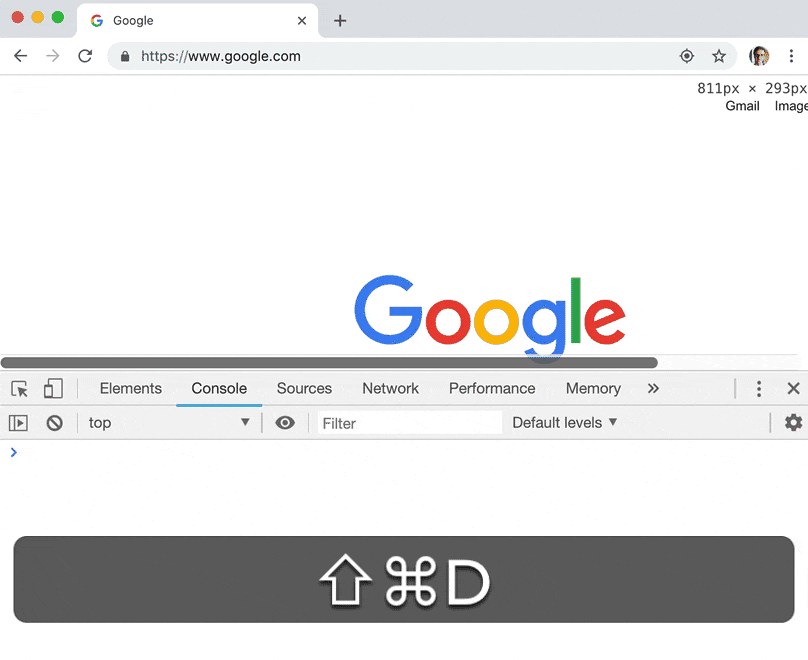 Google
https://www.google.com
811px × 293px
Gmail Image
Google
Elements Console Sources Network Performance Memory »
top ▼ Filter Default levels ▼
›
⇧⌘D